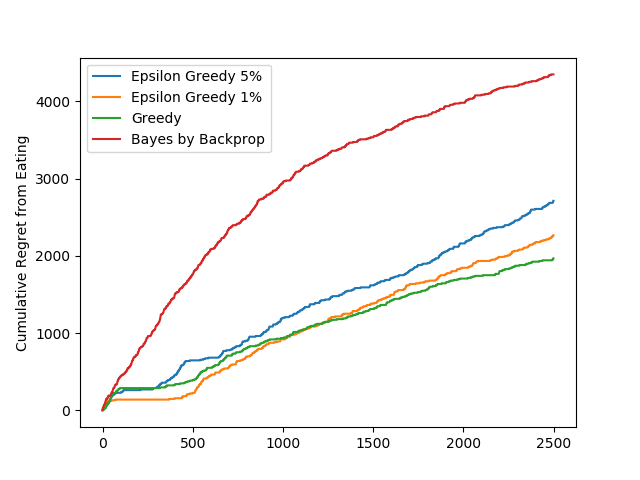 Epsilon Greedy 5%
Epsilon Greedy 1%
Greedy
Bayes by Backprop
Cumulative Regret from Eating
4000
3000
2000
1000
0
0 500 1000 1500 2000 2500